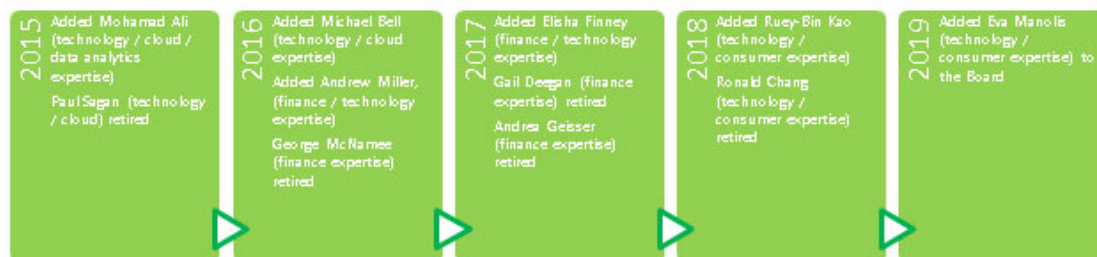 2015
Added Mohamad Ali
(technology / cloud /
data analytics
expertise)
Paul Sagan (technology
/ cloud) retired
2016
Added Michael Bell
(technology / cloud
expertise)
Added Andrew Miller,
(finance / technology
expertise)
George McNamee
(finance expertise)
retired
2017
Added Elisha Finney
(finance / technology
expertise)
Gail Deegan (finance
expertise) retired
Andrea Geisser
(finance expertise)
retired
2018
Added Ruey-Bin Kao
(technology /
consumer expertise)
Ronald Chang
(technology /
consumer expertise)
retired
2019
Added Eva Manolis
(technology /
consumer expertise) to
the Board